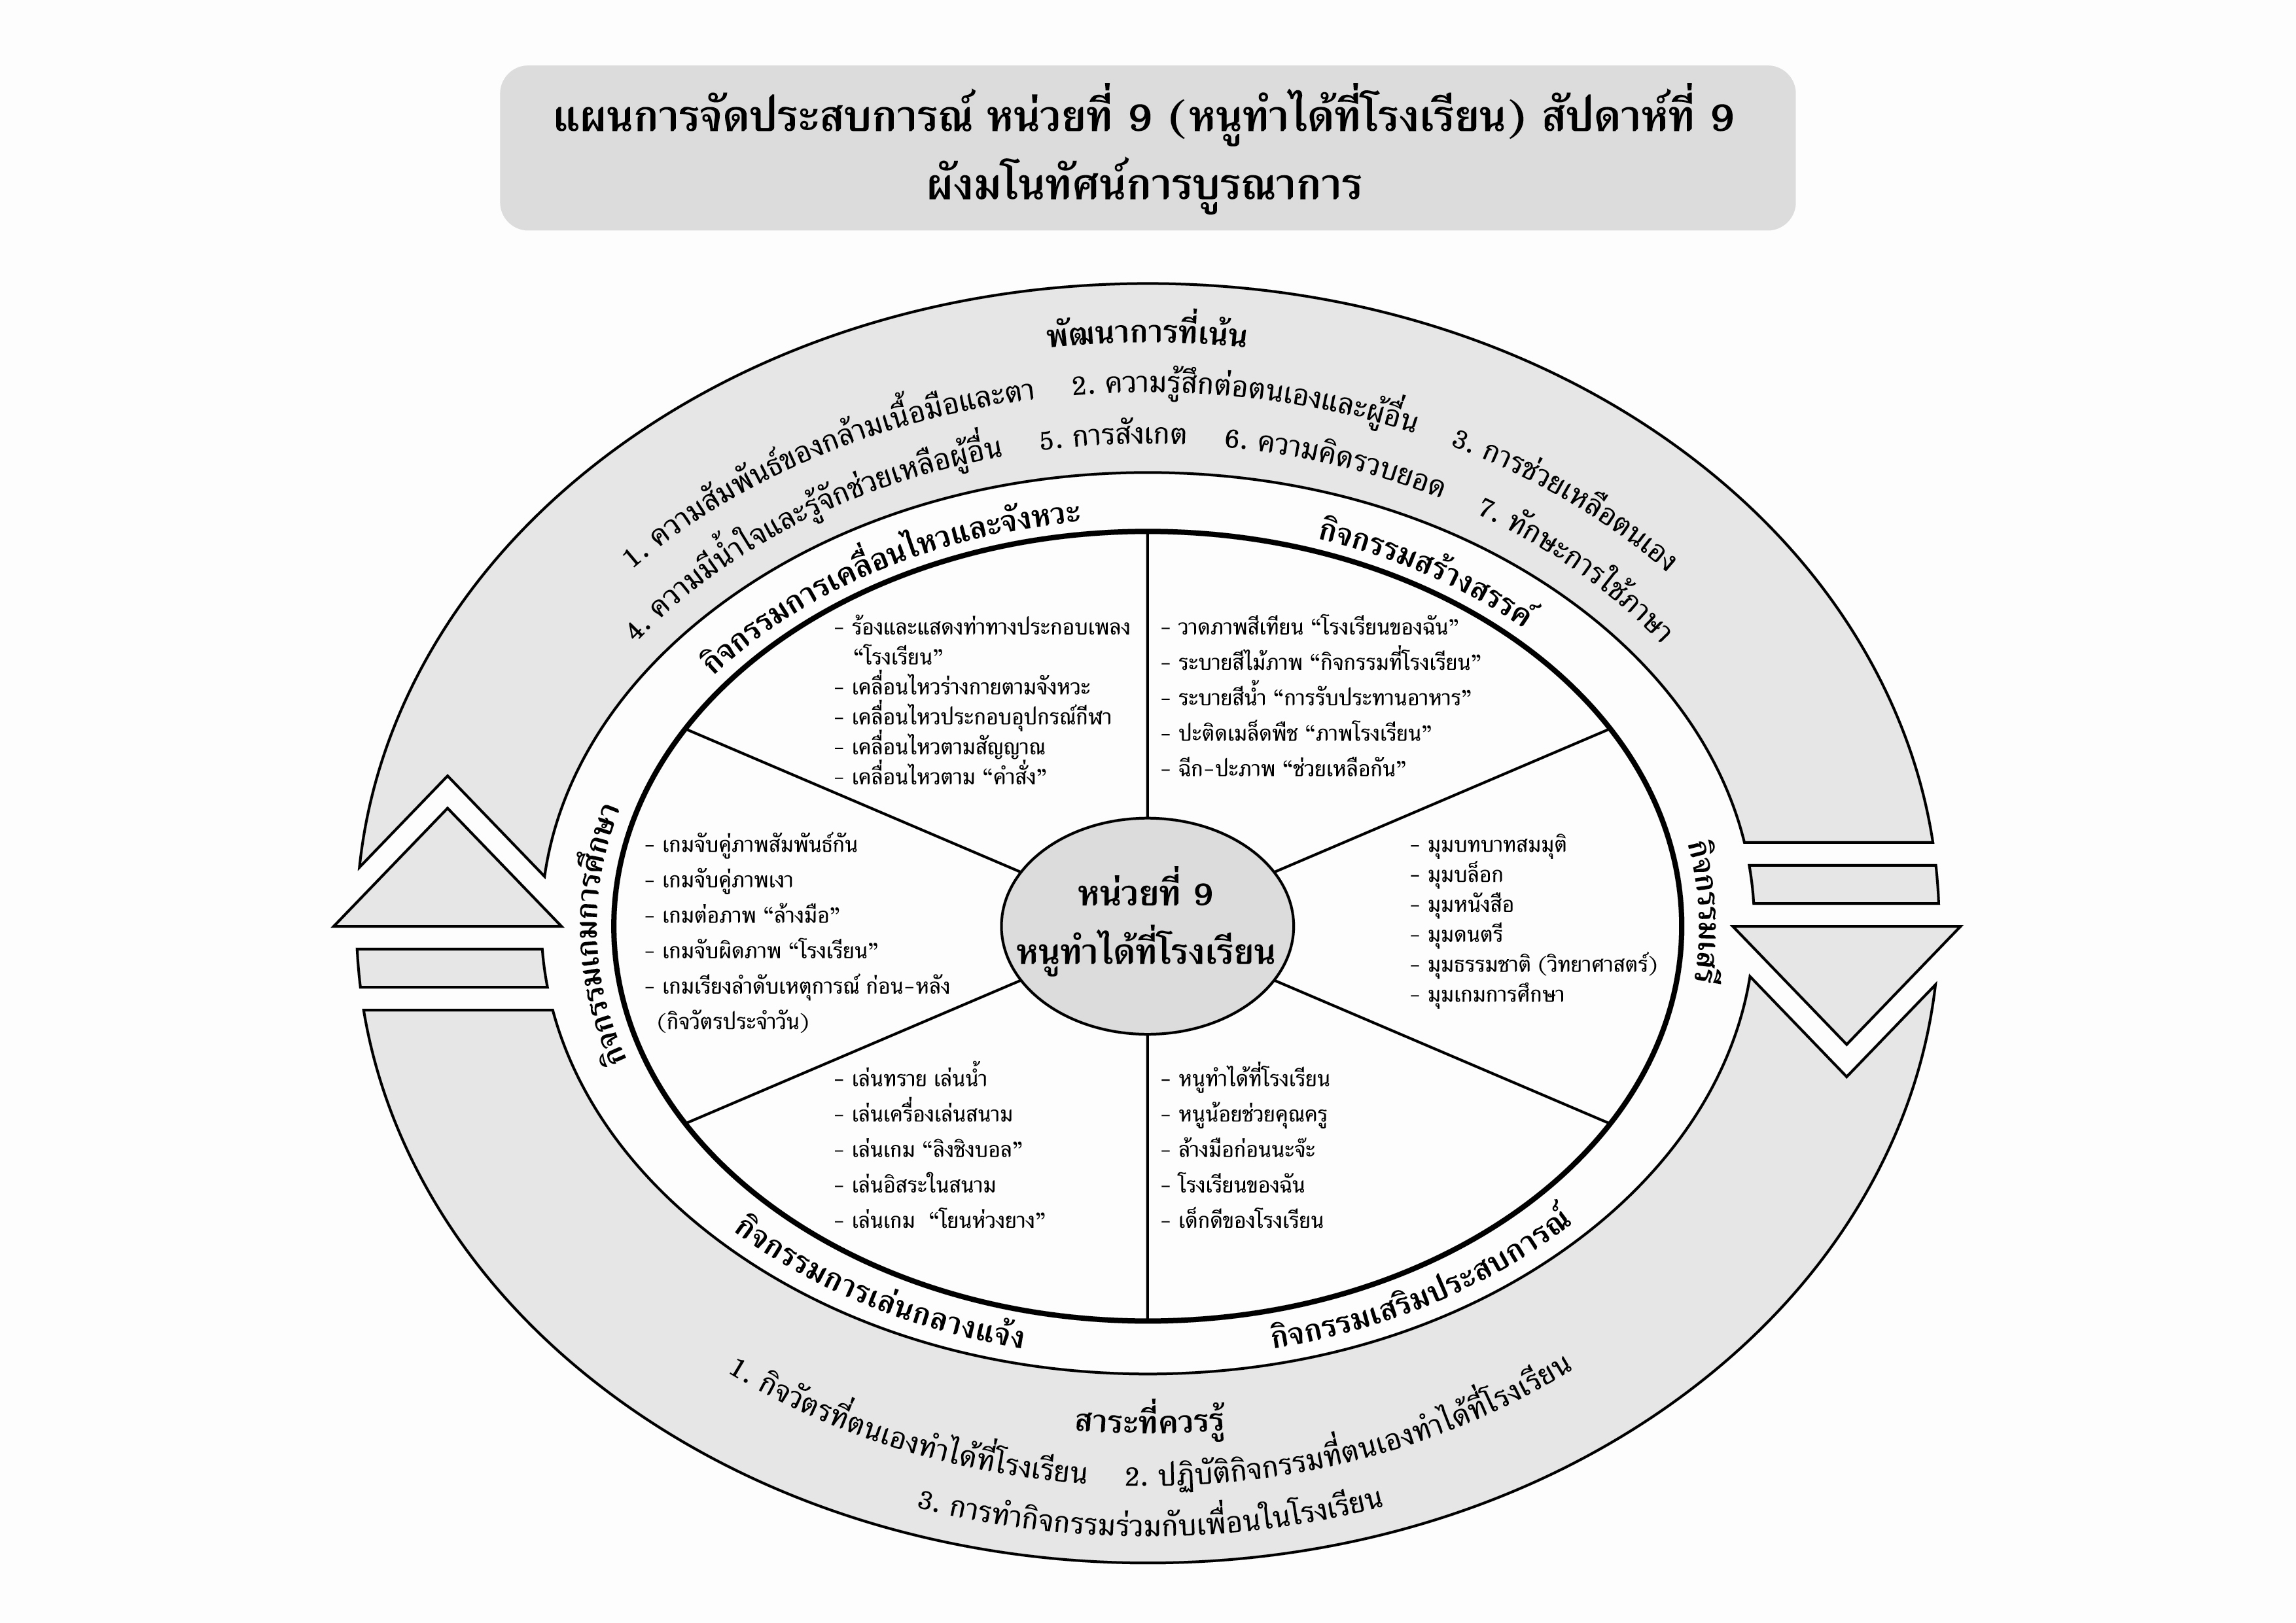 แผนการจัดประสบการณ์ หน่วยที่ 9 (หนูทำได้ที่โรงเรียน) สัปดาห์ที่ 9
ผังมโนทัศน์การบูรณาการ
พัฒนาการที่เน้น
1. ความสัมพันธ์ของกล้ามเนื้อมือและตา 2. ความรู้สึกต่อตนเองและผู้อื่น 3. การช่วยเหลือตนเอง
4. ความมีน้ำใจและรู้จักช่วยเหลือผู้อื่น 5. การสังเกต 6. ความคิดรวบยอด 7. ทักษะการใช้ภาษา
กิจกรรมการเคลื่อนไหวและจังหวะ
- ร้องและแสดงท่าทางประกอบเพลง
“โรงเรียน”
- เคลื่อนไหวร่างกายตามจังหวะ
- เคลื่อนไหวประกอบอุปกรณ์กีฬา
- เคลื่อนไหวตามสัญญาณ
- เคลื่อนไหวตาม “คำสั่ง”
กิจกรรมสร้างสรรค์
- วาดภาพสีเทียน “โรงเรียนของฉัน”
- ระบายสีไม้ภาพ “กิจกรรมที่โรงเรียน”
- ระบายสีน้ำ “การรับประทานอาหาร”
- ปะติดเมล็ดพืช “ภาพโรงเรียน”
- ฉีก-ปะภาพ “ช่วยเหลือกัน”
กิจกรรมเกมการศึกษา
- เกมจับคู่ภาพสัมพันธ์กัน
- เกมจับคู่ภาพเงา
- เกมต่อภาพ “ล้างมือ”
- เกมจับผิดภาพ “โรงเรียน”
- เกมเรียงลำดับเหตุการณ์ ก่อน-หลัง
(กิจวัตรประจำวัน)
หน่วยที่ 9
หนูทำได้ที่โรงเรียน
กิจกรรมเสรี
- มุมบทบาทสมมุติ
- มุมบล็อก
- มุมหนังสือ
- มุมดนตรี
- มุมธรรมชาติ (วิทยาศาสตร์)
- มุมเกมการศึกษา
- เล่นทราย เล่นน้ำ
- เล่นเครื่องเล่นสนาม
- เล่นเกม “ลิงชิงบอล”
- เล่นอิสระในสนาม
- เล่นเกม “โยนห่วงยาง”
กิจกรรมการเล่นกลางแจ้ง
- หนูทำได้ที่โรงเรียน
- หนูน้อยช่วยคุณครู
- ล้างมือก่อนนะจ๊ะ
- โรงเรียนของฉัน
- เด็กดีของโรงเรียน
กิจกรรมเสริมประสบการณ์
สาระที่ควรรู้
1. กิจวัตรที่ตนเองทำได้ที่โรงเรียน 2. ปฏิบัติกิจกรรมที่ตนเองทำได้ที่โรงเรียน
3. การทำกิจกรรมร่วมกับเพื่อนในโรงเรียน